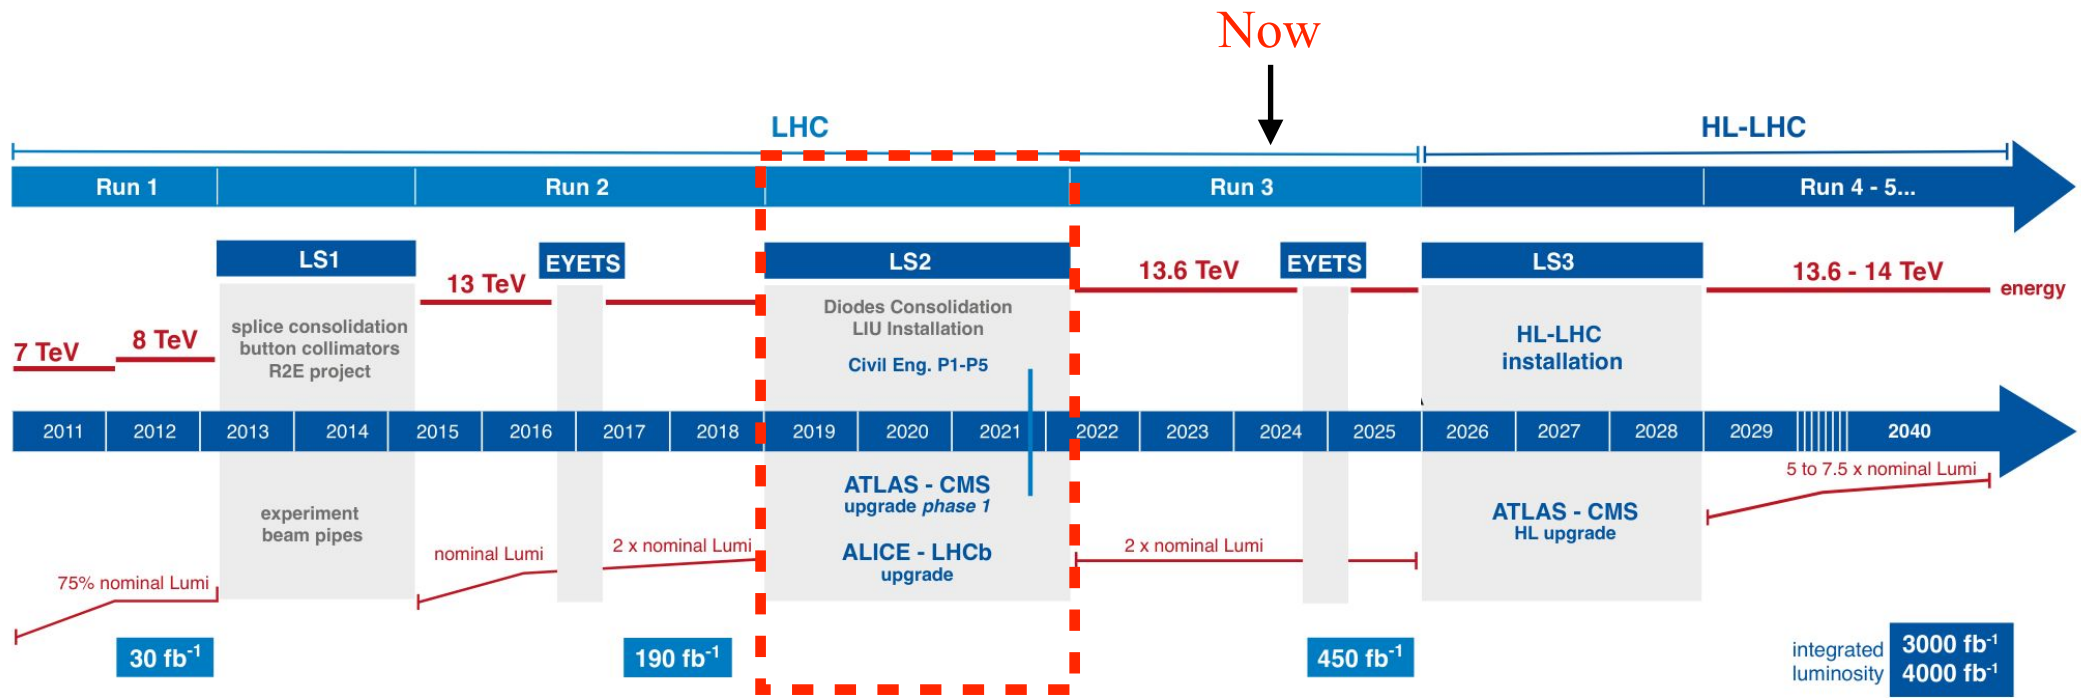 Now
LHC
HL-LHC
Run 1
Run 2
Run 3
Run 4 - 5...
LS1
EYETS
LS2
EYETS
LS3
7 TeV
8 TeV
13 TeV
13.6 TeV
13.6 - 14 TeV
energy
splice consolidation
button collimators
R2E project
Diodes Consolidation
LIU Installation
Civil Eng. P1-P5
HL-LHC
installation
2011 2012 2013 2014 2015 2016 2017 2018 2019 2020 2021 2022 2023 2024 2025 2026 2027 2028 2029 2040
experiment
beam pipes
ATLAS - CMS
upgrade phase 1
ALICE - LHCb
upgrade
ATLAS - CMS
HL upgrade
75% nominal Lumi
nominal Lumi
2 x nominal Lumi
2 x nominal Lumi
5 to 7.5 x nominal Lumi
30 fb⁻¹
190 fb⁻¹
450 fb⁻¹
integrated
luminosity
3000 fb⁻¹
4000 fb⁻¹